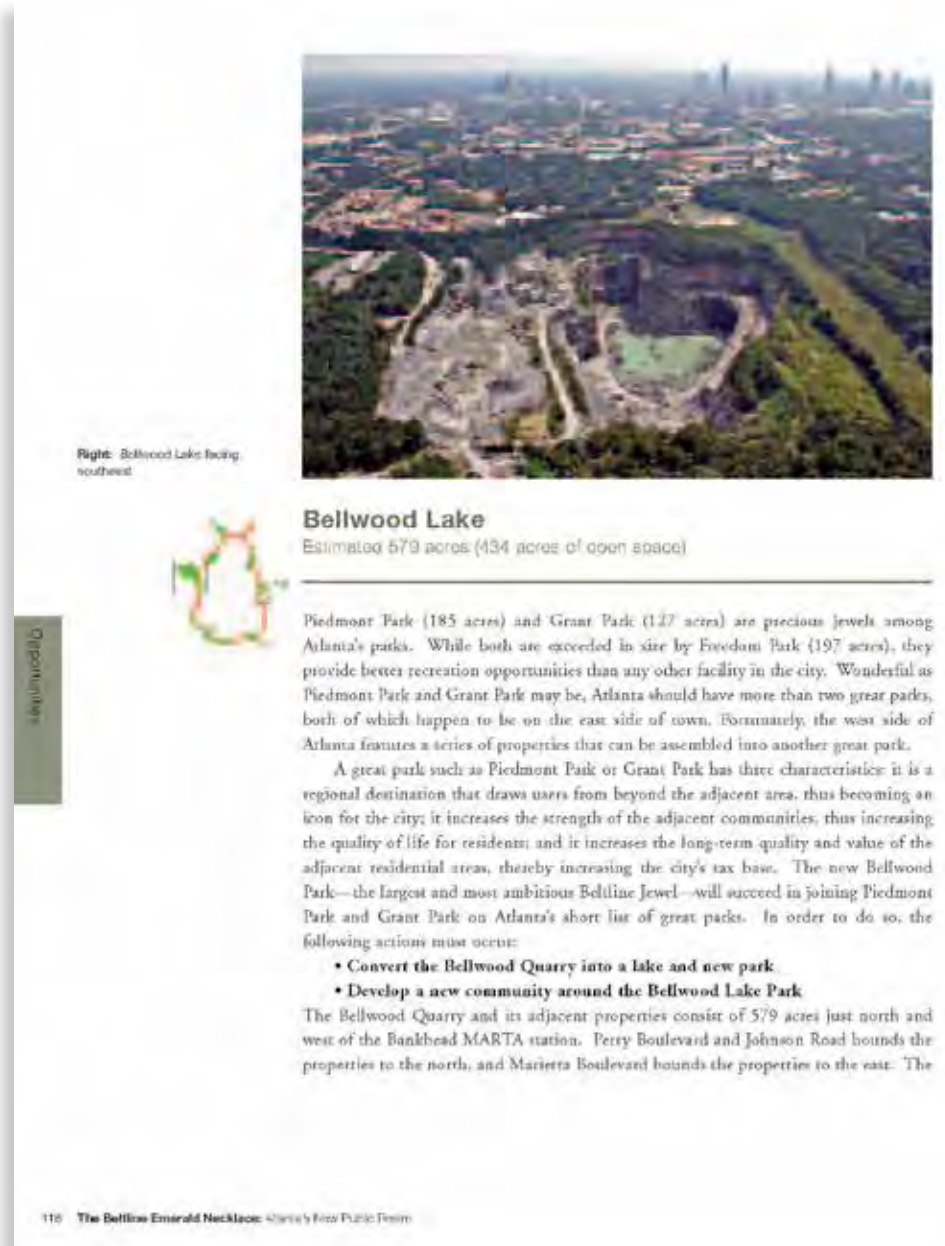 Right: Bellwood Lake facing
southeast
Bellwood Lake
Estimated 579 acres (434 acres of open space)
Opportunities
Piedmont Park (185 acres) and Grant Park (127 acres) are precious jewels among
Atlanta's parks. While both are exceeded in size by Freedom Park (197 acres), they
provide better recreation opportunities than any other facility in the city. Wonderful as
Piedmont Park and Grant Park may be, Atlanta should have more than two great parks,
both of which happen to be on the east side of town. Fortunately, the west side of
Atlanta features a series of properties that can be assembled into another great park.
A great park such as Piedmont Park or Grant Park has three characteristics: it is a
regional destination that draws users from beyond the adjacent area, thus becoming an
icon for the city; it increases the strength of the adjacent communities, thus increasing
the quality of life for residents; and it increases the long-term quality and value of the
adjacent residential areas, thereby increasing the city's tax base. The new Bellwood
Park—the largest and most ambitious Beltline Jewel—will succeed in joining Piedmont
Park and Grant Park on Atlanta's short list of great parks. In order to do so, the
following actions must occur:
• Convert the Bellwood Quarry into a lake and new park
• Develop a new community around the Bellwood Lake Park
The Bellwood Quarry and its adjacent properties consist of 579 acres just north and
west of the Bankhead MARTA station. Perry Boulevard and Johnson Road bounds the
properties to the north, and Marietta Boulevard bounds the properties to the east. The
The Beltline Emerald Necklace: Atlanta's New Public Realm